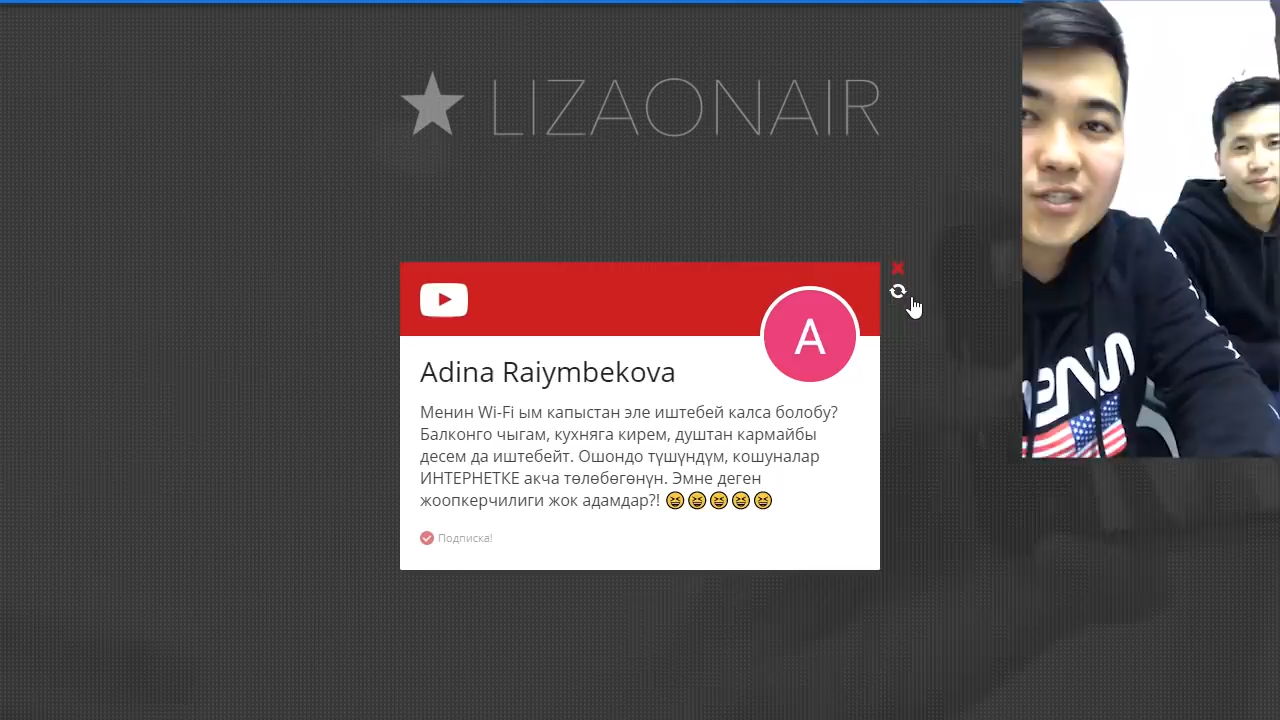 LIZAONAIR
A
Adina Raiymbekova
Менин Wi-Fi ым капыстан эле иштебей калса болобу?
Балконго чыгам, кухняга кирем, душтан кармайбы
десем да иштебейт. Ошондо түшүндүм, кошуналар
ИНТЕРНЕТКЕ акча төлөбөгөнүн. Эмне деген
жоопкерчилиги жок адамдар?! 😆😆😆😆😆
Подписка!